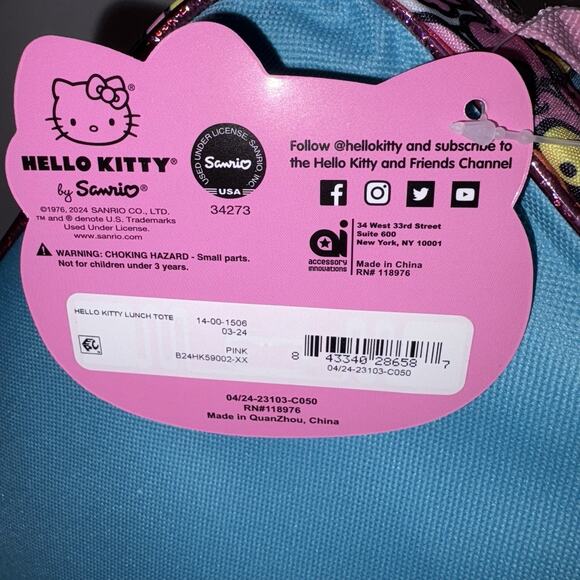 HELLO KITTY®
by Sanrio®
©1976, 2024 SANRIO CO., LTD.
™ and ® denote U.S. Trademarks
Used Under License.
www.sanrio.com
USED UNDER LICENSE. SANRIO INC.
Sanrio
USA
34273
Follow @hellokitty and subscribe to
the Hello Kitty and Friends Channel
WARNING: CHOKING HAZARD - Small parts.
Not for children under 3 years.
ai
accessory
innovations
34 West 33rd Street
Suite 600
New York, NY 10001
Made in China
RN# 118976
HELLO KITTY LUNCH TOTE
14-00-1506
03-24
PINK
B24HK59002-XX
8 43340 28658 7
04/24-23103-C050
04/24-23103-C050
RN#118976
Made in QuanZhou, China